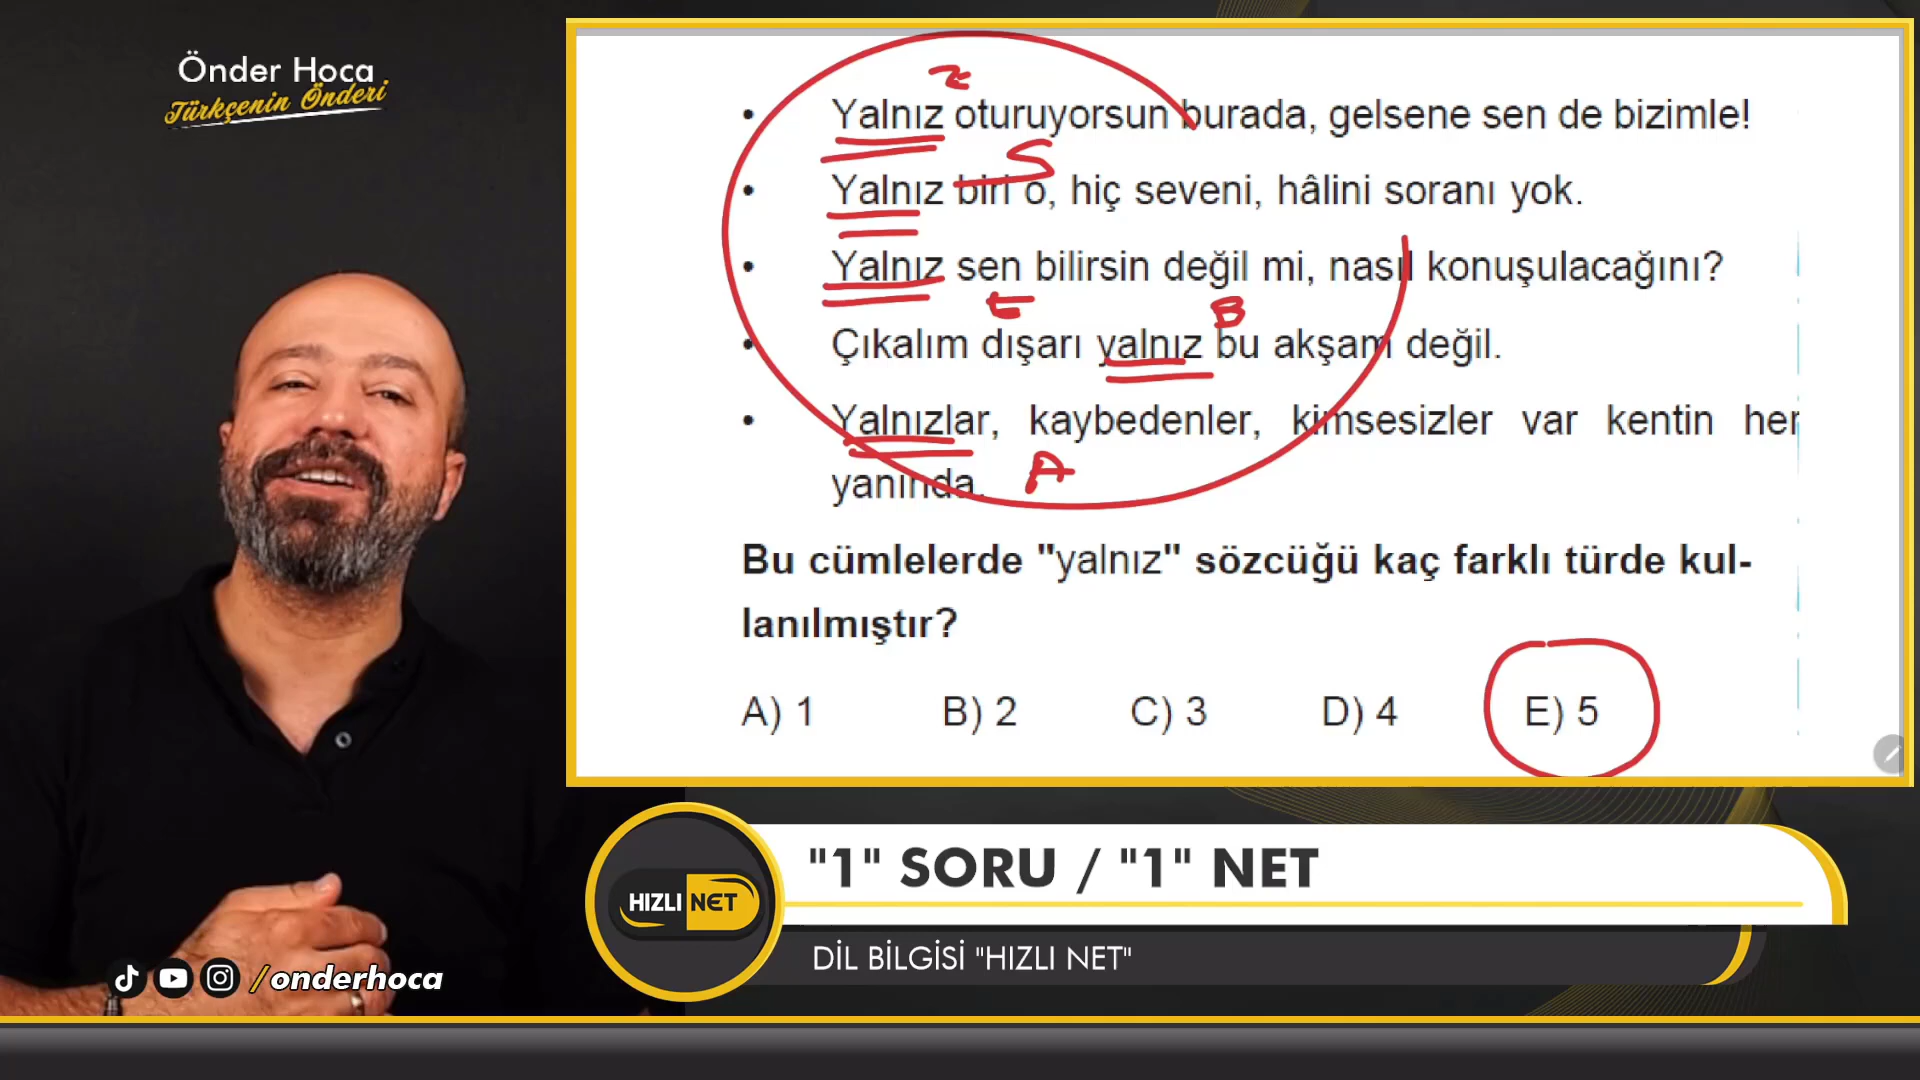 Önder Hoca
Türkçenin Önderi
z
• Yalnız oturuyorsun burada, gelsene sen de bizimle!
S
• Yalnız biri o, hiç seveni, hâlini soranı yok.
• Yalnız sen bilirsin değil mi, nasıl konuşulacağını?
E B
• Çıkalım dışarı yalnız bu akşam değil.
• Yalnızlar, kaybedenler, kimsesizler var kentin her
yanında.
A
Bu cümlelerde "yalnız" sözcüğü kaç farklı türde kul-
lanılmıştır?
A) 1 B) 2 C) 3 D) 4 E) 5
HIZLI NET
"1" SORU / "1" NET
DİL BİLGİSİ "HIZLI NET"
/onderhoca